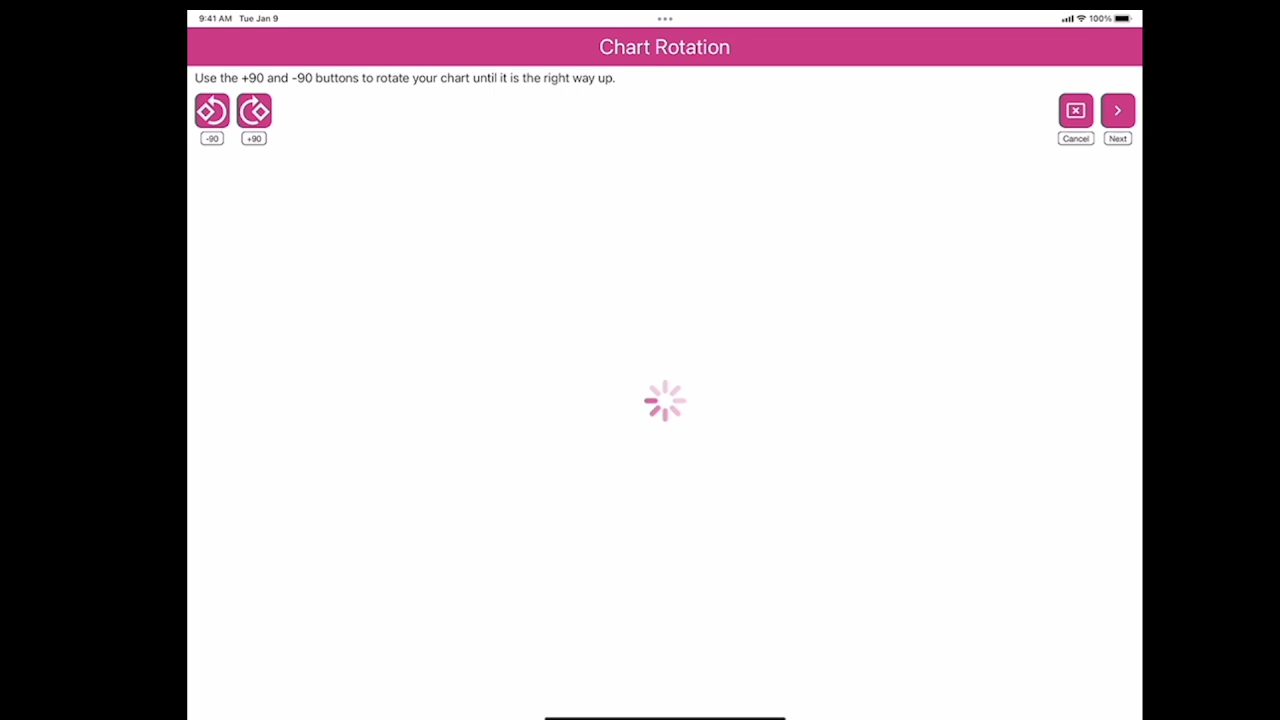 9:41 AM Tue Jan 9
100%
Chart Rotation
Use the +90 and -90 buttons to rotate your chart until it is the right way up.
-90 +90 Cancel Next